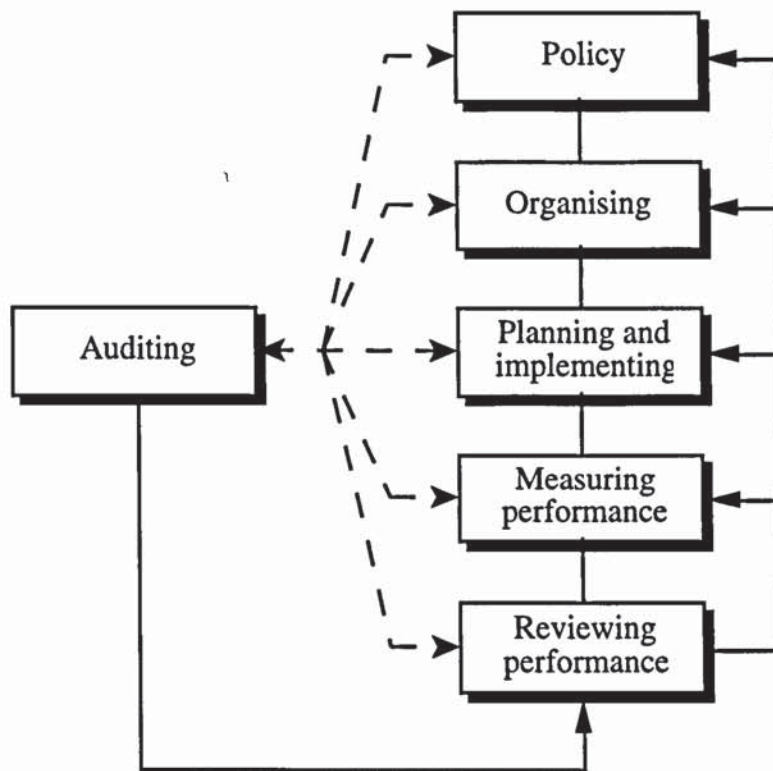 Policy
Organising
Auditing
Planning and
implementing
Measuring
performance
Reviewing
performance